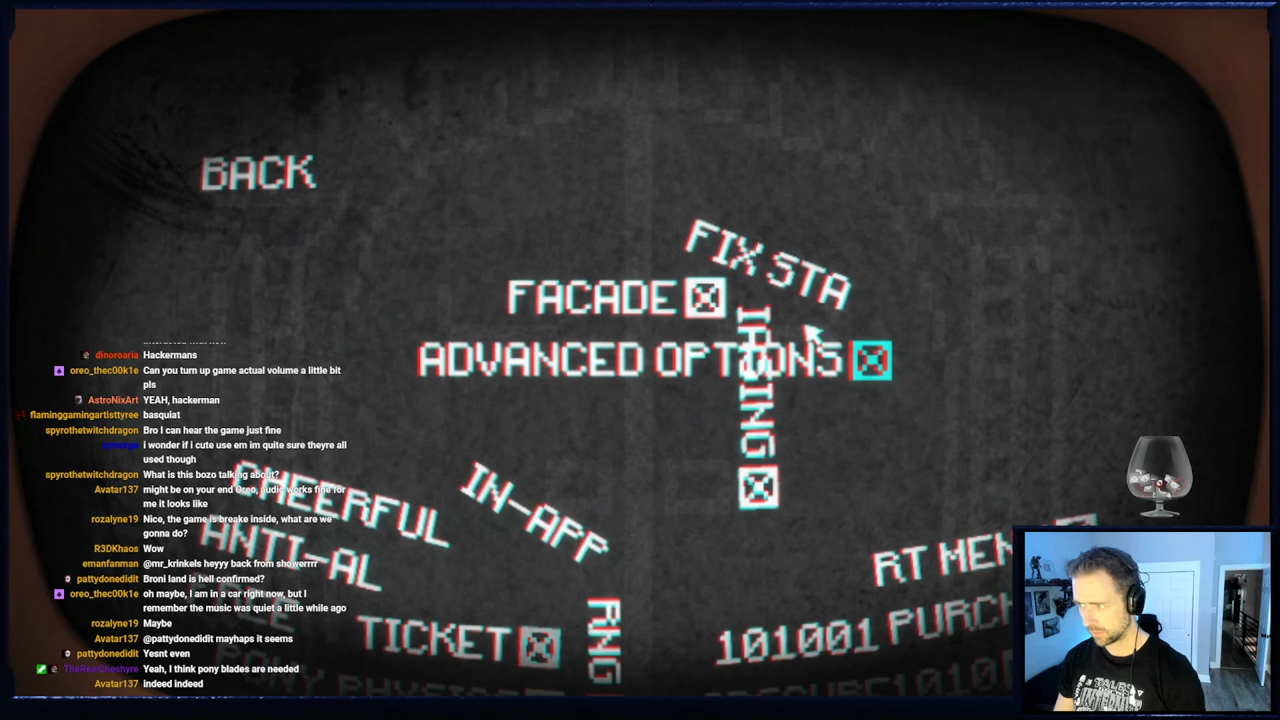 BACK
FIX STA
FACADE
IRGING
ADVANCED OPTIONS
CHEERFUL
IN-APP
ANTI-AL
RT MEN
TICKET
RNG
101001 PURCH
dinoroaria Hackermans
oreo_thec00k1e Can you turn up game actual volume a little bit
pls
AstroNixArt YEAH, hackerman
flaminggamingartisttyree basquiat
spyrothetwitchdragon Bro I can hear the game just fine
i wonder if i cute use em im quite sure theyre all
used though
spyrothetwitchdragon What is this bozo talking about?
Avatar137 might be on your end Oreo, audio works fine for
me it looks like
rozalyne19 Nice, the game is breake inside, what are we
gonna do?
R3DKhaos Wow
emanfanman @mr_krinkels heyyy back from showerrrr
pattydonedidit Broni land is hell confirmed?
oreo_thec00k1e oh maybe, I am in a car right now, but I
remember the music was quiet a little while ago
rozalyne19 Maybe
Avatar137 @pattydonedidit mayhaps it seems
pattydonedidit Yesnt even
TheRealCheshyre Yeah, I think pony blades are needed
Avatar137 indeed indeed